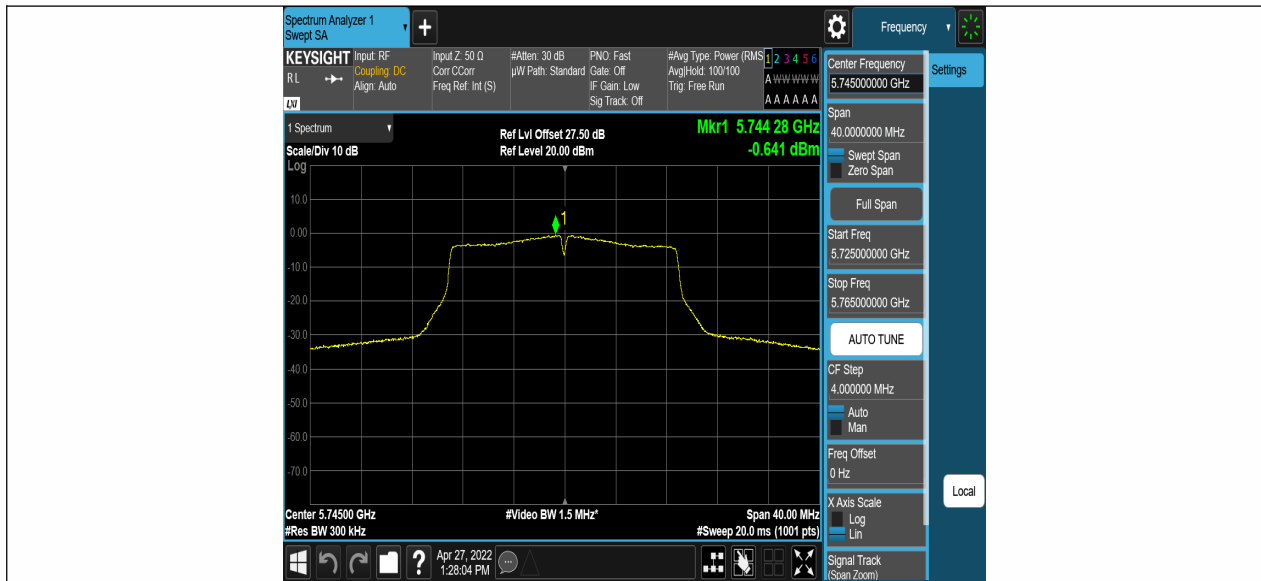 Spectrum Analyzer 1
Swept SA
+
Frequency
KEYSIGHT
RL
LXI
Input: RF
Coupling: DC
Align: Auto
Input Z: 50 Ω
Corr CCorr
Freq Ref: Int (S)
#Atten: 30 dB
µW Path: Standard
PNO: Fast
Gate: Off
IF Gain: Low
Sig Track: Off
#Avg Type: Power (RMS
Avg|Hold: 100/100
Trig: Free Run
1 2 3 4 5 6
A W W W W W
A A A A A A
1 Spectrum
Scale/Div 10 dB
Ref Lvl Offset 27.50 dB
Ref Level 20.00 dBm
Mkr1 5.744 28 GHz
-0.641 dBm
Log
10.0
0.00
-10.0
-20.0
-30.0
-40.0
-50.0
-60.0
-70.0
1
Center 5.74500 GHz
#Res BW 300 kHz
#Video BW 1.5 MHz*
Span 40.00 MHz
#Sweep 20.0 ms (1001 pts)
?
Apr 27, 2022
1:28:04 PM
Center Frequency
5.745000000 GHz
Settings
Span
40.0000000 MHz
Swept Span
Zero Span
Full Span
Start Freq
5.725000000 GHz
Stop Freq
5.765000000 GHz
AUTO TUNE
CF Step
4.000000 MHz
Auto
Man
Freq Offset
0 Hz
Local
X Axis Scale
Log
Lin
Signal Track
(Span Zoom)